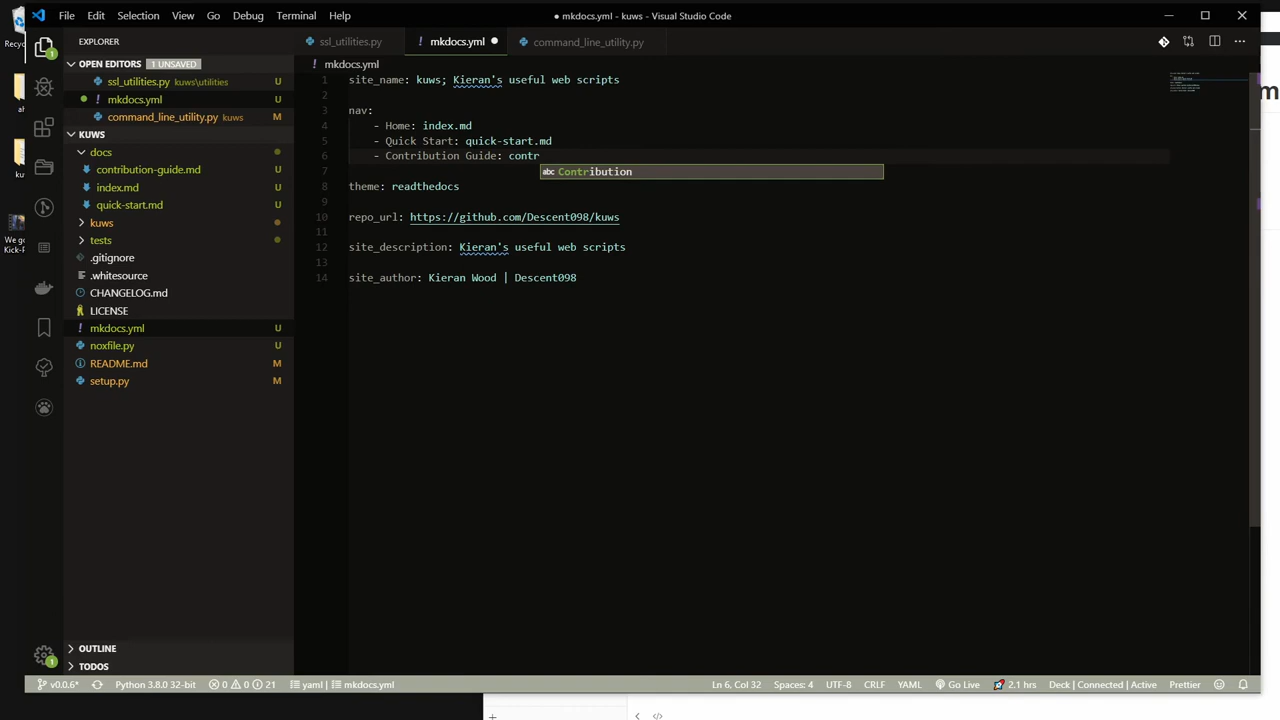 File Edit Selection View Go Debug Terminal Help
● mkdocs.yml - kuws - Visual Studio Code
Recyc
EXPLORER
ssl_utilities.py
! mkdocs.yml ●
command_line_utility.py
OPEN EDITORS 1 UNSAVED
ssl_utilities.py kuws\utilities U
● ! mkdocs.yml U
command_line_utility.py kuws M
KUWS
docs
contribution-guide.md U
index.md U
quick-start.md U
kuws
tests
.gitignore
.whitesource
CHANGELOG.md
LICENSE
! mkdocs.yml U
noxfile.py U
README.md M
setup.py M
OUTLINE
TODOS
! mkdocs.yml
1 site_name: kuws; Kieran's useful web scripts
2
3 nav:
4 - Home: index.md
5 - Quick Start: quick-start.md
6 - Contribution Guide: contr
abc Contribution
7
8 theme: readthedocs
9
10 repo_url: https://github.com/Descent098/kuws
11
12 site_description: Kieran's useful web scripts
13
14 site_author: Kieran Wood | Descent098
We go
Kick-F
v0.0.6* Python 3.8.0 32-bit 0 0 21 yaml | mkdocs.yml Ln 6, Col 32 Spaces: 4 UTF-8 CRLF YAML Go Live 2.1 hrs Deck | Connected | Active Prettier